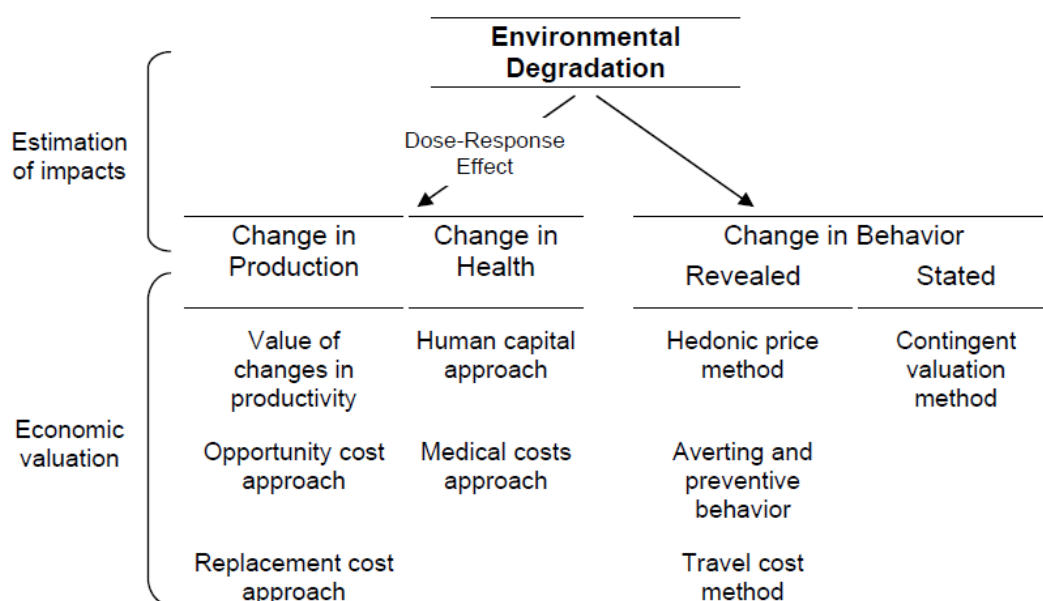 Environmental
Degradation
Dose-Response
Effect
Estimation
of impacts
Change in
Production
Change in
Health
Change in Behavior
Revealed
Stated
Value of
changes in
productivity
Human capital
approach
Hedonic price
method
Contingent
valuation
method
Economic
valuation
Opportunity cost
approach
Medical costs
approach
Averting and
preventive
behavior
Replacement cost
approach
Travel cost
method